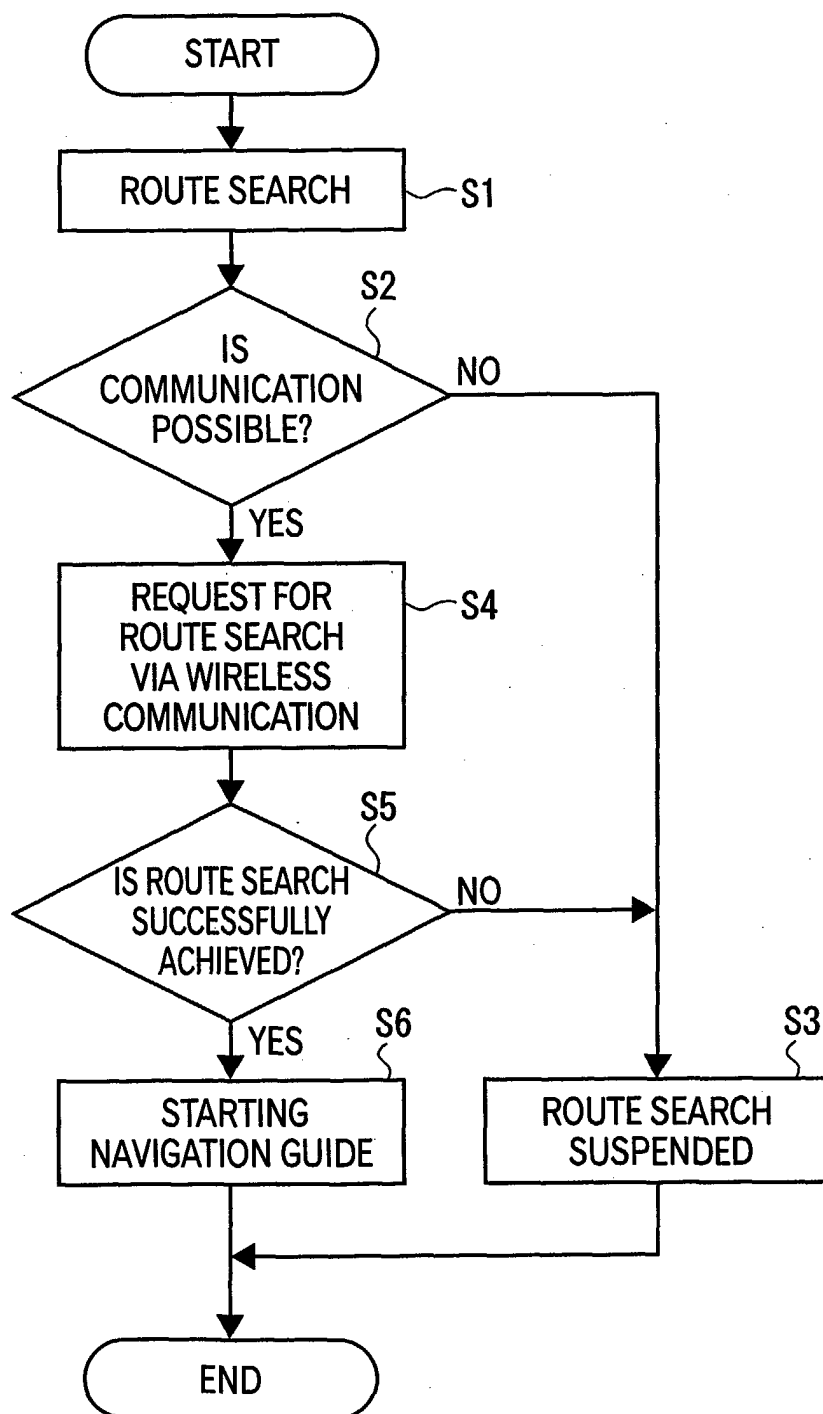 START
ROUTE SEARCH
S1
S2
IS
COMMUNICATION
POSSIBLE?
NO
YES
REQUEST FOR
ROUTE SEARCH
VIA WIRELESS
COMMUNICATION
S4
S5
IS ROUTE SEARCH
SUCCESSFULLY
ACHIEVED?
NO
YES
S6
STARTING
NAVIGATION GUIDE
S3
ROUTE SEARCH
SUSPENDED
END